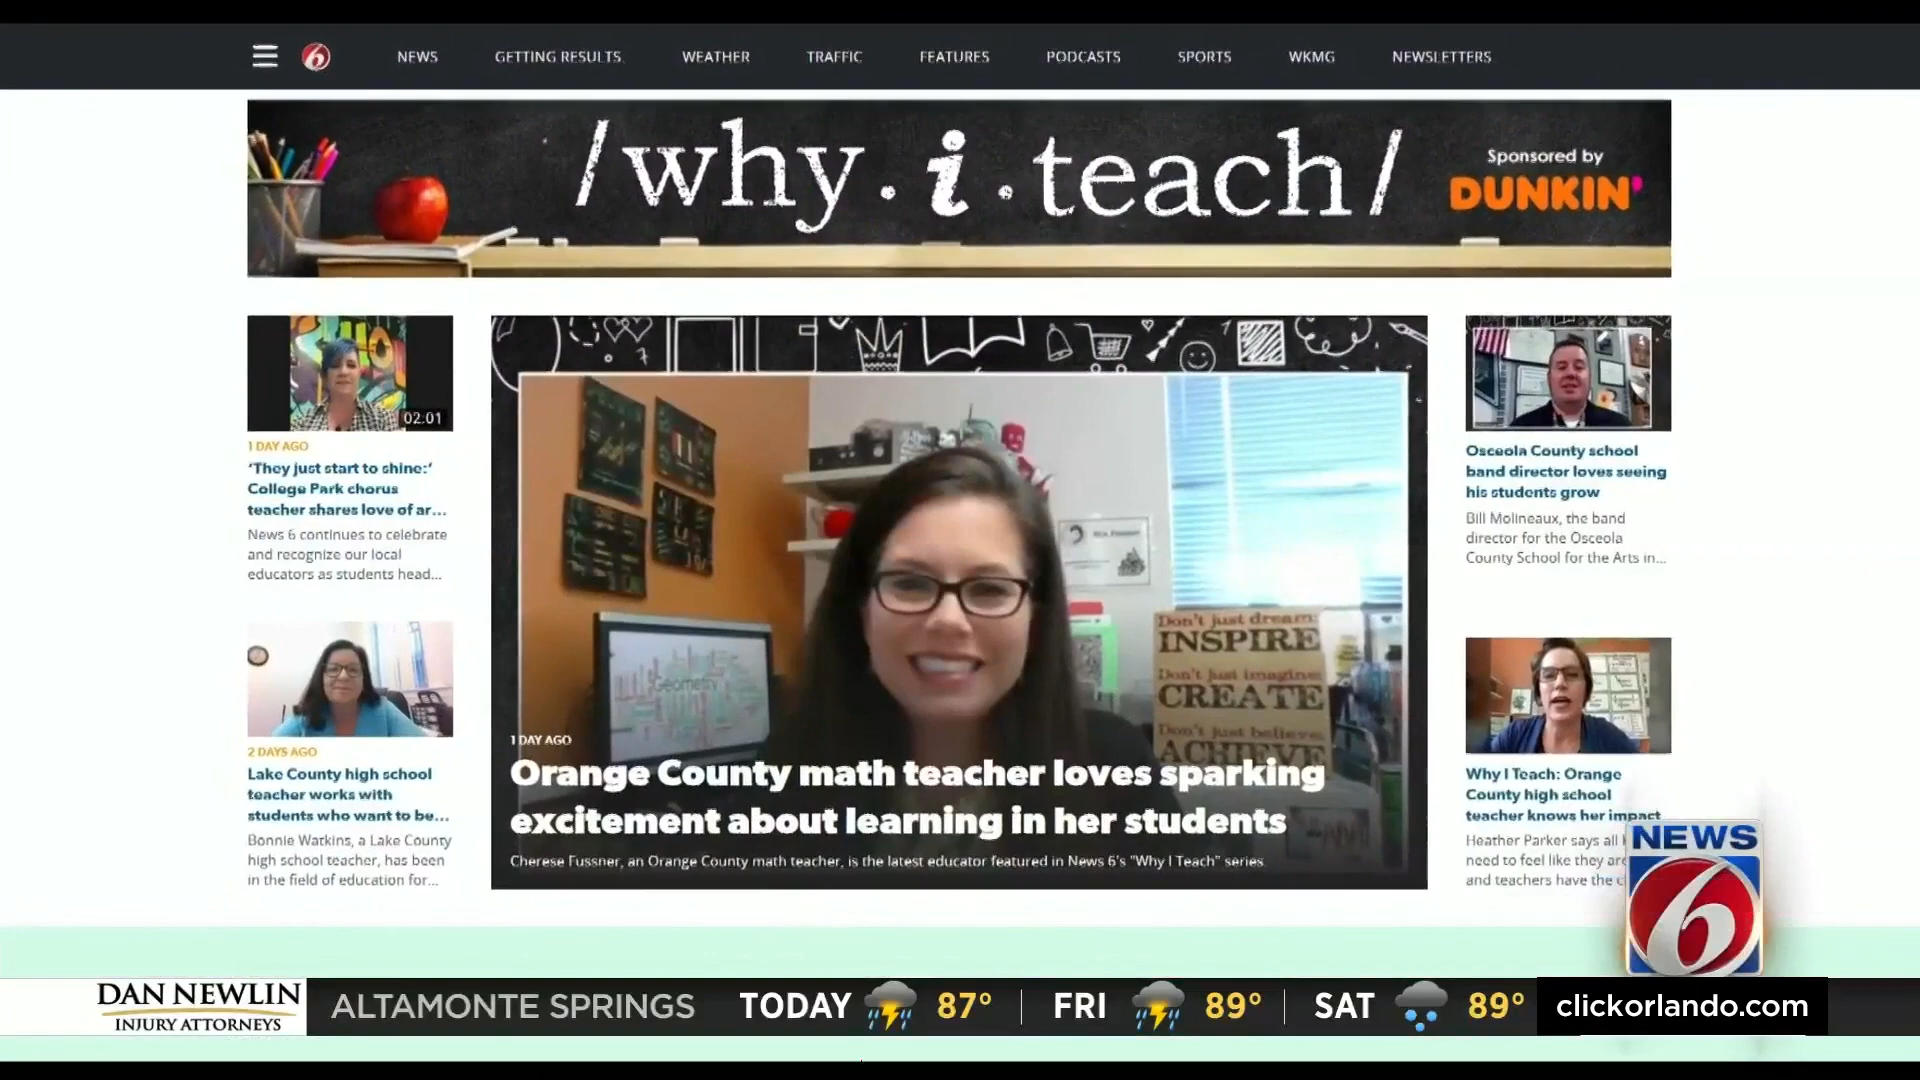 6
NEWS
GETTING RESULTS
WEATHER
TRAFFIC
FEATURES
PODCASTS
SPORTS
WKMG
NEWSLETTERS
/why.i.teach/
Sponsored by
DUNKIN'
02:01
1 DAY AGO
'They just start to shine:'
College Park chorus
teacher shares love of ar...
News 6 continues to celebrate
and recognize our local
educators as students head...
2 DAYS AGO
Lake County high school
teacher works with
students who want to be...
Bonnie Watkins, a Lake County
high school teacher, has been
in the field of education for...
Geometry
Don't just dream:
INSPIRE
Don't just imagine:
CREATE
Don't just believe:
ACHIEVE
1 DAY AGO
Orange County math teacher loves sparking
excitement about learning in her students
Cherese Fussner, an Orange County math teacher, is the latest educator featured in News 6's "Why I Teach" series.
Osceola County school
band director loves seeing
his students grow
Bill Molineaux, the band
director for the Osceola
County School for the Arts in...
Why I Teach: Orange
County high school
teacher knows her impact
Heather Parker says all
need to feel like they are
and teachers have the
NEWS
6
DAN NEWLIN
INJURY ATTORNEYS
ALTAMONTE SPRINGS
TODAY 87° | FRI 89° | SAT 89°
clickorlando.com